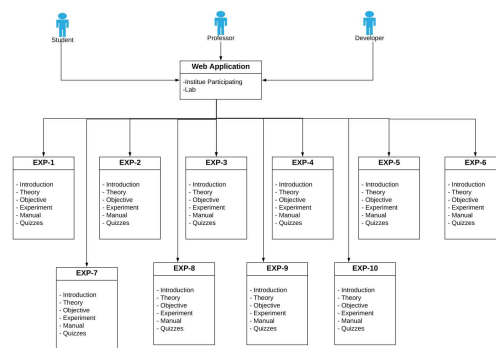 Student
Professor
Developer
Web Application
-Institue Participating
-Lab
EXP-1
- Introduction
- Theory
- Objective
- Experiment
- Manual
- Quizzes
EXP-2
- Introduction
- Theory
- Objective
- Experiment
- Manual
- Quizzes
EXP-3
- Introduction
- Theory
- Objective
- Experiment
- Manual
- Quizzes
EXP-4
- Introduction
- Theory
- Objective
- Experiment
- Manual
- Quizzes
EXP-5
- Introduction
- Theory
- Objective
- Experiment
- Manual
- Quizzes
EXP-6
- Introduction
- Theory
- Objective
- Experiment
- Manual
- Quizzes
EXP-7
- Introduction
- Theory
- Objective
- Experiment
- Manual
- Quizzes
EXP-8
- Introduction
- Theory
- Objective
- Experiment
- Manual
- Quizzes
EXP-9
- Introduction
- Theory
- Objective
- Experiment
- Manual
- Quizzes
EXP-10
- Introduction
- Theory
- Objective
- Experiment
- Manual
- Quizzes